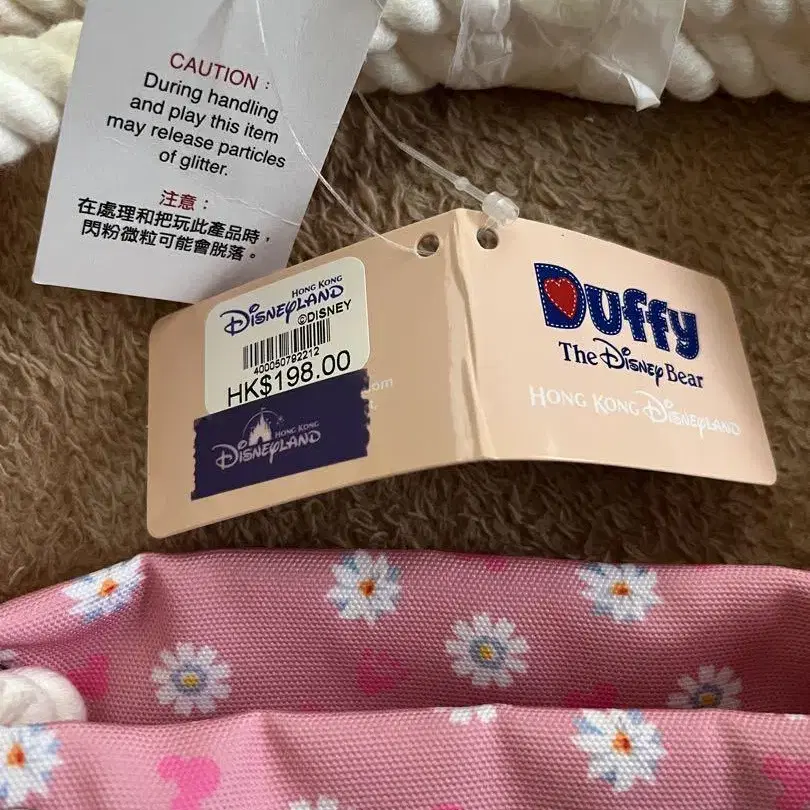 CAUTION :
During handling
and play this item
may release particles
of glitter.
注意：
在處理和把玩此產品時，
閃粉微粒可能會脫落。
HONG KONG
DISNEYLAND
©DISNEY
400050792212
HK$198.00
HONG KONG
DISNEYLAND
Duffy
The Disney Bear
HONG KONG DISNEYLAND